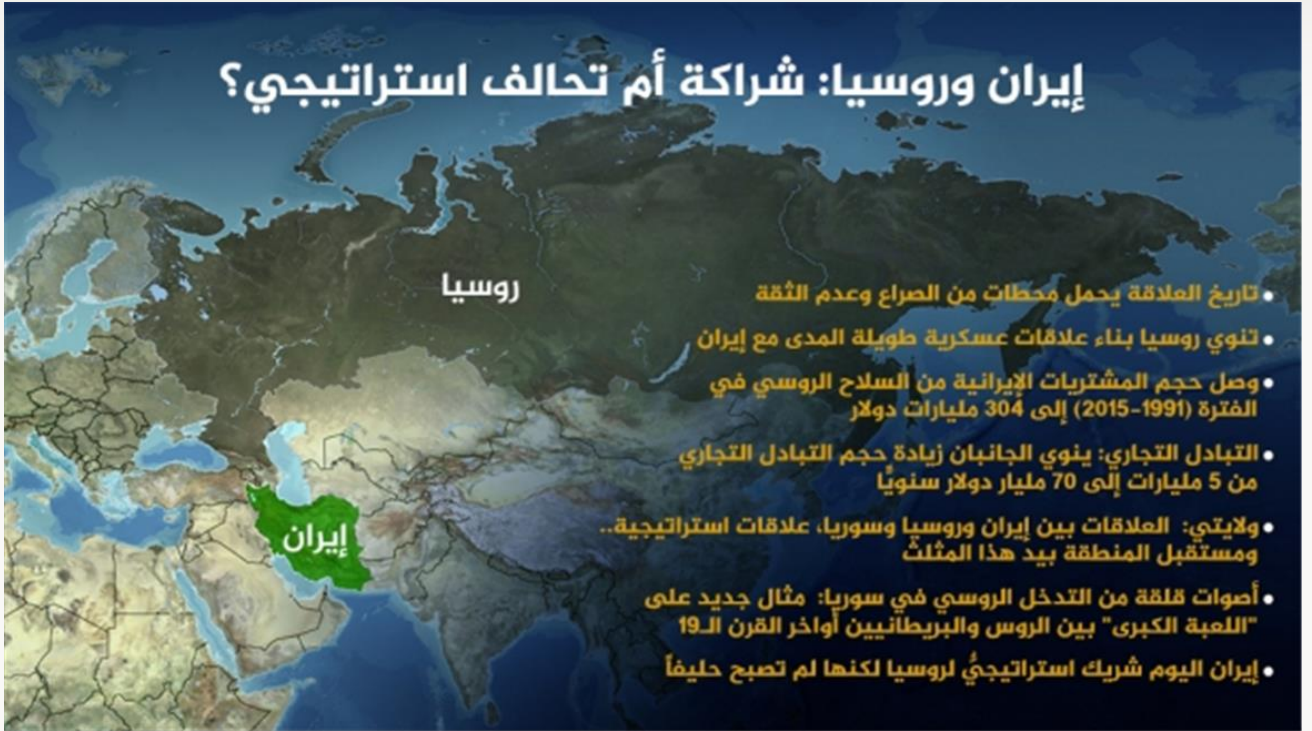 إيران وروسيا: شراكة أم تحالف استراتيجي؟
روسيا
• تاريخ العلاقة يحمل محطاتٍ من الصراع وعدم الثقة
• تنوي روسيا بناء علاقات عسكرية طويلة المدى مع إيران
• وصل حجم المشتريات الإيرانية من السلاح الروسي في
الفترة (1991-2015) إلى 304 مليارات دولار
• التبادل التجاري: ينوي الجانبان زيادة حجم التبادل التجاري
من 5 مليارات إلى 70 مليار دولار سنويًّا
• ولايتي: العلاقات بين إيران وروسيا وسوريا، علاقات استراتيجية..
ومستقبل المنطقة بيد هذا المثلث
• أصوات قلقة من التدخل الروسي في سوريا: مثال جديد على
"اللعبة الكبرى" بين الروس والبريطانيين أواخر القرن الـ19
• إيران اليوم شريك استراتيجيٌّ لروسيا لكنها لم تصبح حليفاً
إيران